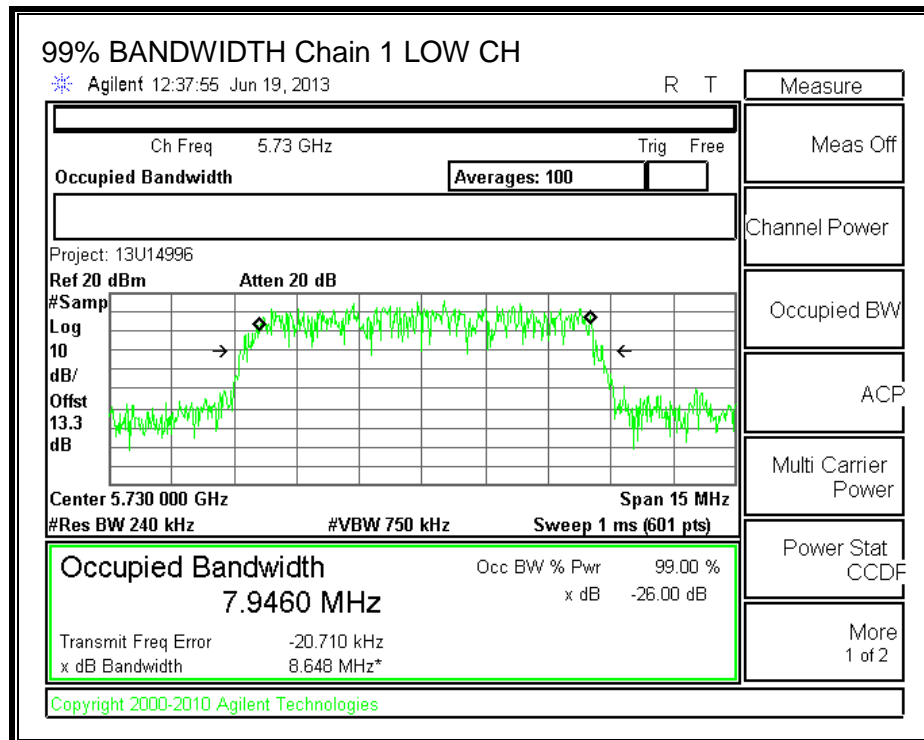 99% BANDWIDTH Chain 1 LOW CH
Agilent 12:37:55 Jun 19, 2013 R T
Measure
Ch Freq 5.73 GHz Trig Free
Meas Off
Occupied Bandwidth Averages: 100
Channel Power
Project: 13U14996
Ref 20 dBm Atten 20 dB
#Samp
Log
10
dB/
Offst
13.3
dB
Occupied BW
ACP
Multi Carrier
Power
Center 5.730 000 GHz Span 15 MHz
#Res BW 240 kHz #VBW 750 kHz Sweep 1 ms (601 pts)
Power Stat
CCDF
Occupied Bandwidth Occ BW % Pwr 99.00 %
7.9460 MHz x dB -26.00 dB
Transmit Freq Error -20.710 kHz
x dB Bandwidth 8.648 MHz*
More
1 of 2
Copyright 2000-2010 Agilent Technologies